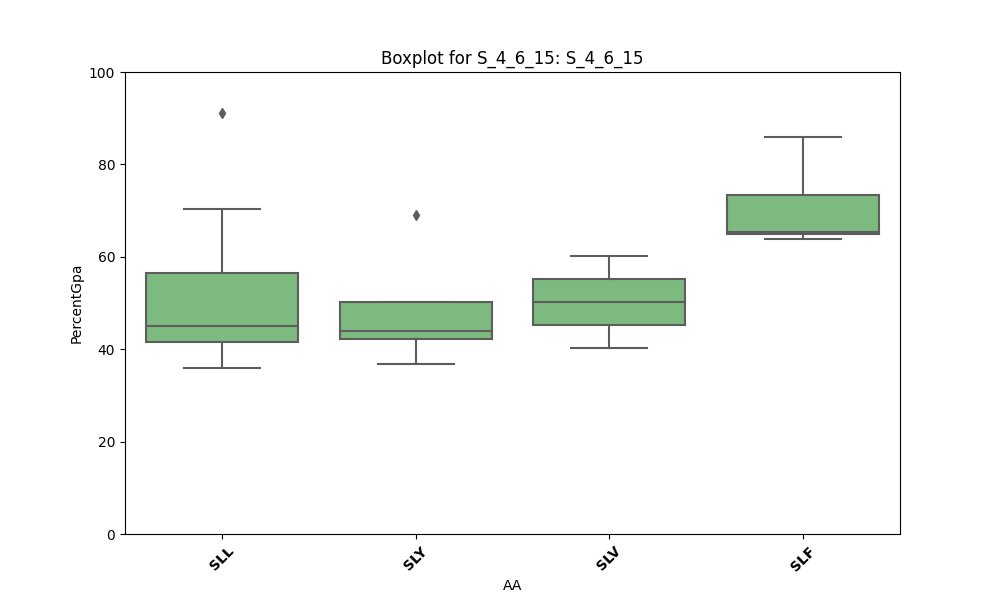 Boxplot for S_4_6_15: S_4_6_15
100
80
60
40
20
0
PercentGpa
SLL
SLY
SLV
SLF
AA